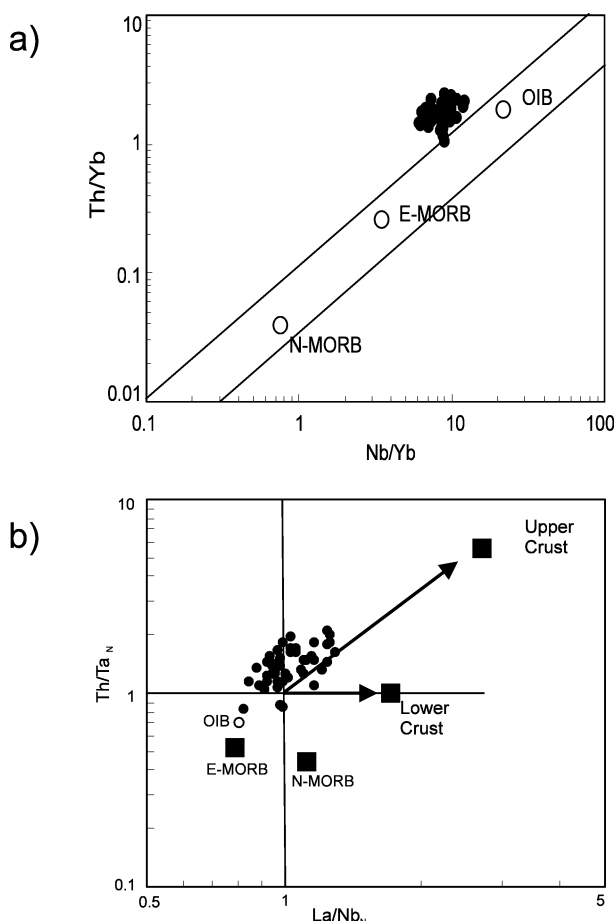 a)
10
1
0.1
0.01
Th/Yb
OIB
E-MORB
N-MORB
0.1
1
10
100
Nb/Yb
b)
10
1
0.1
Th/Ta N
Upper
Crust
Lower
Crust
OIB
E-MORB
N-MORB
0.5
1
5
La/Nb N